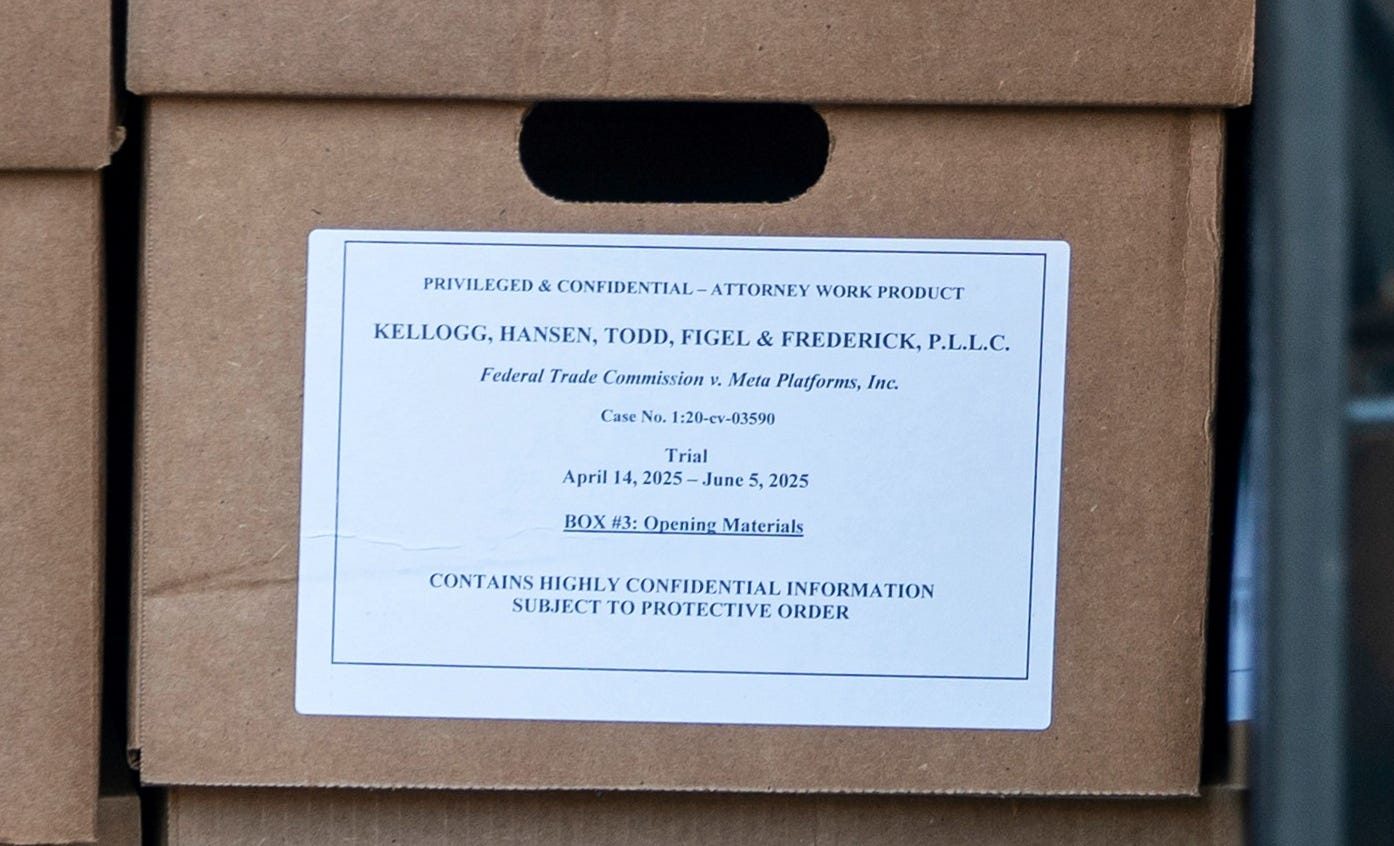 PRIVILEGED & CONFIDENTIAL – ATTORNEY WORK PRODUCT
KELLOGG, HANSEN, TODD, FIGEL & FREDERICK, P.L.L.C.
Federal Trade Commission v. Meta Platforms, Inc.
Case No. 1:20-cv-03590
Trial
April 14, 2025 – June 5, 2025
BOX #3: Opening Materials
CONTAINS HIGHLY CONFIDENTIAL INFORMATION
SUBJECT TO PROTECTIVE ORDER